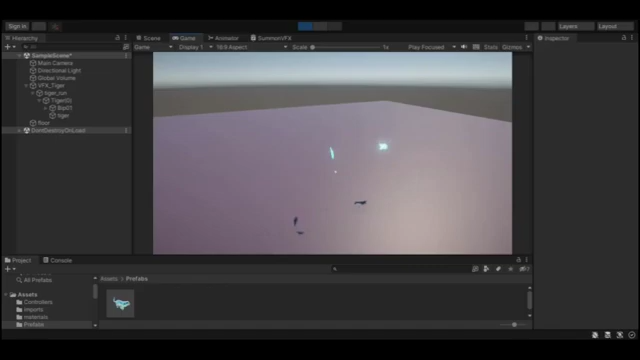 Sign in
Layers
Layout
Hierarchy
Scene
Game
Animator
SummonVFX
Inspector
All
Game
Display 1
16:9 Aspect
Scale
1x
Play Focused
Stats
Gizmos
SampleScene*
Main Camera
Directional Light
Global Volume
VFX_Tiger
tiger_run
Tiger(0)
Bip01
tiger
floor
DontDestroyOnLoad
Project
Console
All Prefabs
Assets
Controllers
Imports
materials
Prefabs
Assets
Prefabs